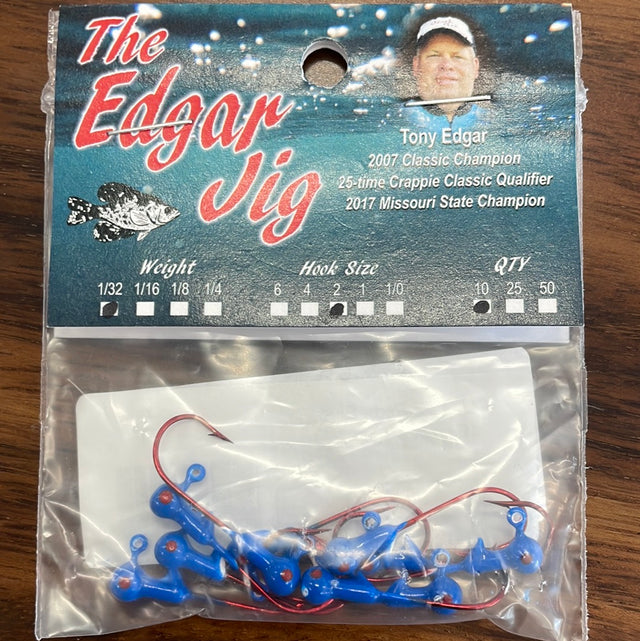 The
Edgar
Jig
Tony Edgar
2007 Classic Champion
25-time Crappie Classic Qualifier
2017 Missouri State Champion
Weight
1/32 1/16 1/8 1/4
Hook Size
6 4 2 1 1/0
QTY
10 25 50